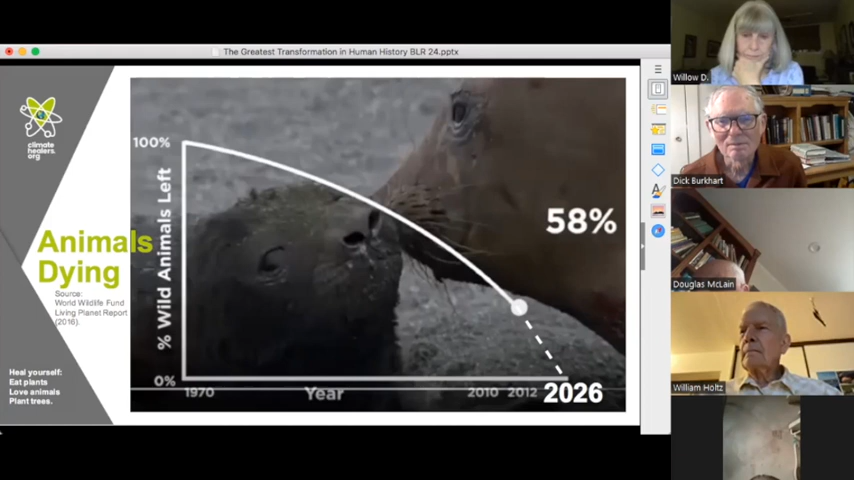 The Greatest Transformation in Human History BLR 24.pptx
climate
healers.
org
Animals
Dying
Source:
World Wildlife Fund
Living Planet Report
(2016).
Heal yourself:
Eat plants
Love animals
Plant trees.
100%
% Wild Animals Left
58%
0%
1970
Year
2010
2012
2026
Willow D.
Dick Burkhart
Douglas McLain
William Holtz